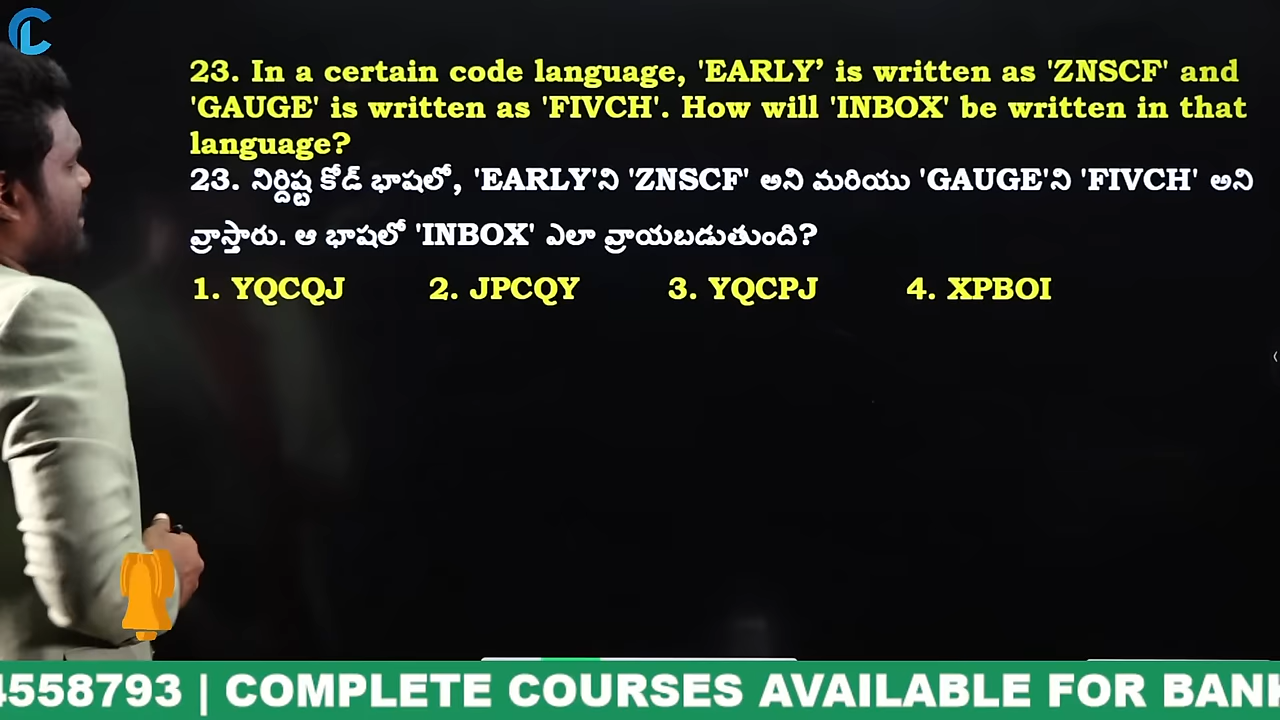 23. In a certain code language, 'EARLY’ is written as 'ZNSCF' and
'GAUGE' is written as 'FIVCH'. How will 'INBOX' be written in that
language?
23. నిర్దిష్ట కోడ్ భాషలో, 'EARLY'ని 'ZNSCF' అని మరియు 'GAUGE'ని 'FIVCH' అని
వ్రాస్తారు. ఆ భాషలో 'INBOX' ఎలా వ్రాయబడుతుంది?
1. YQCQJ 2. JPCQY 3. YQCPJ 4. XPBOI
4558793 | COMPLETE COURSES AVAILABLE FOR BANK